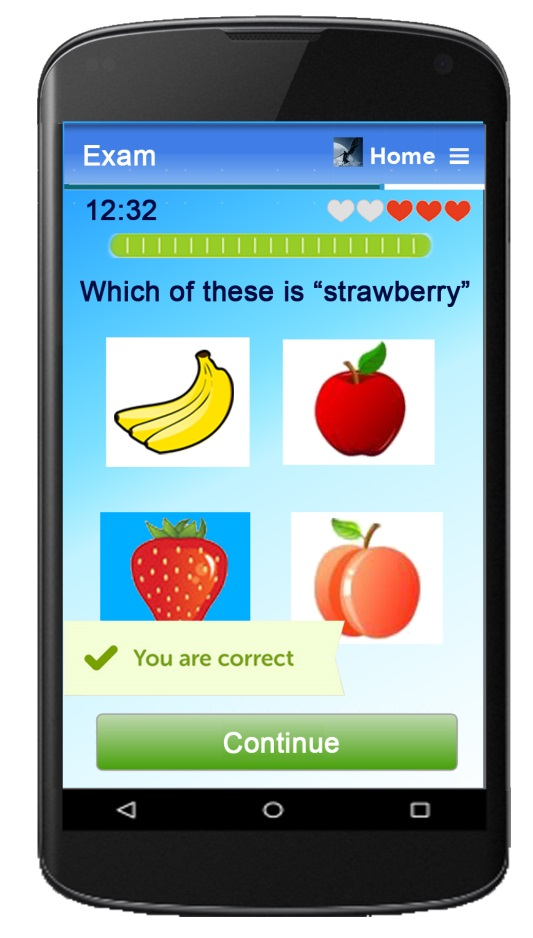 Exam Home
12:32
Which of these is “strawberry”
You are correct
Continue